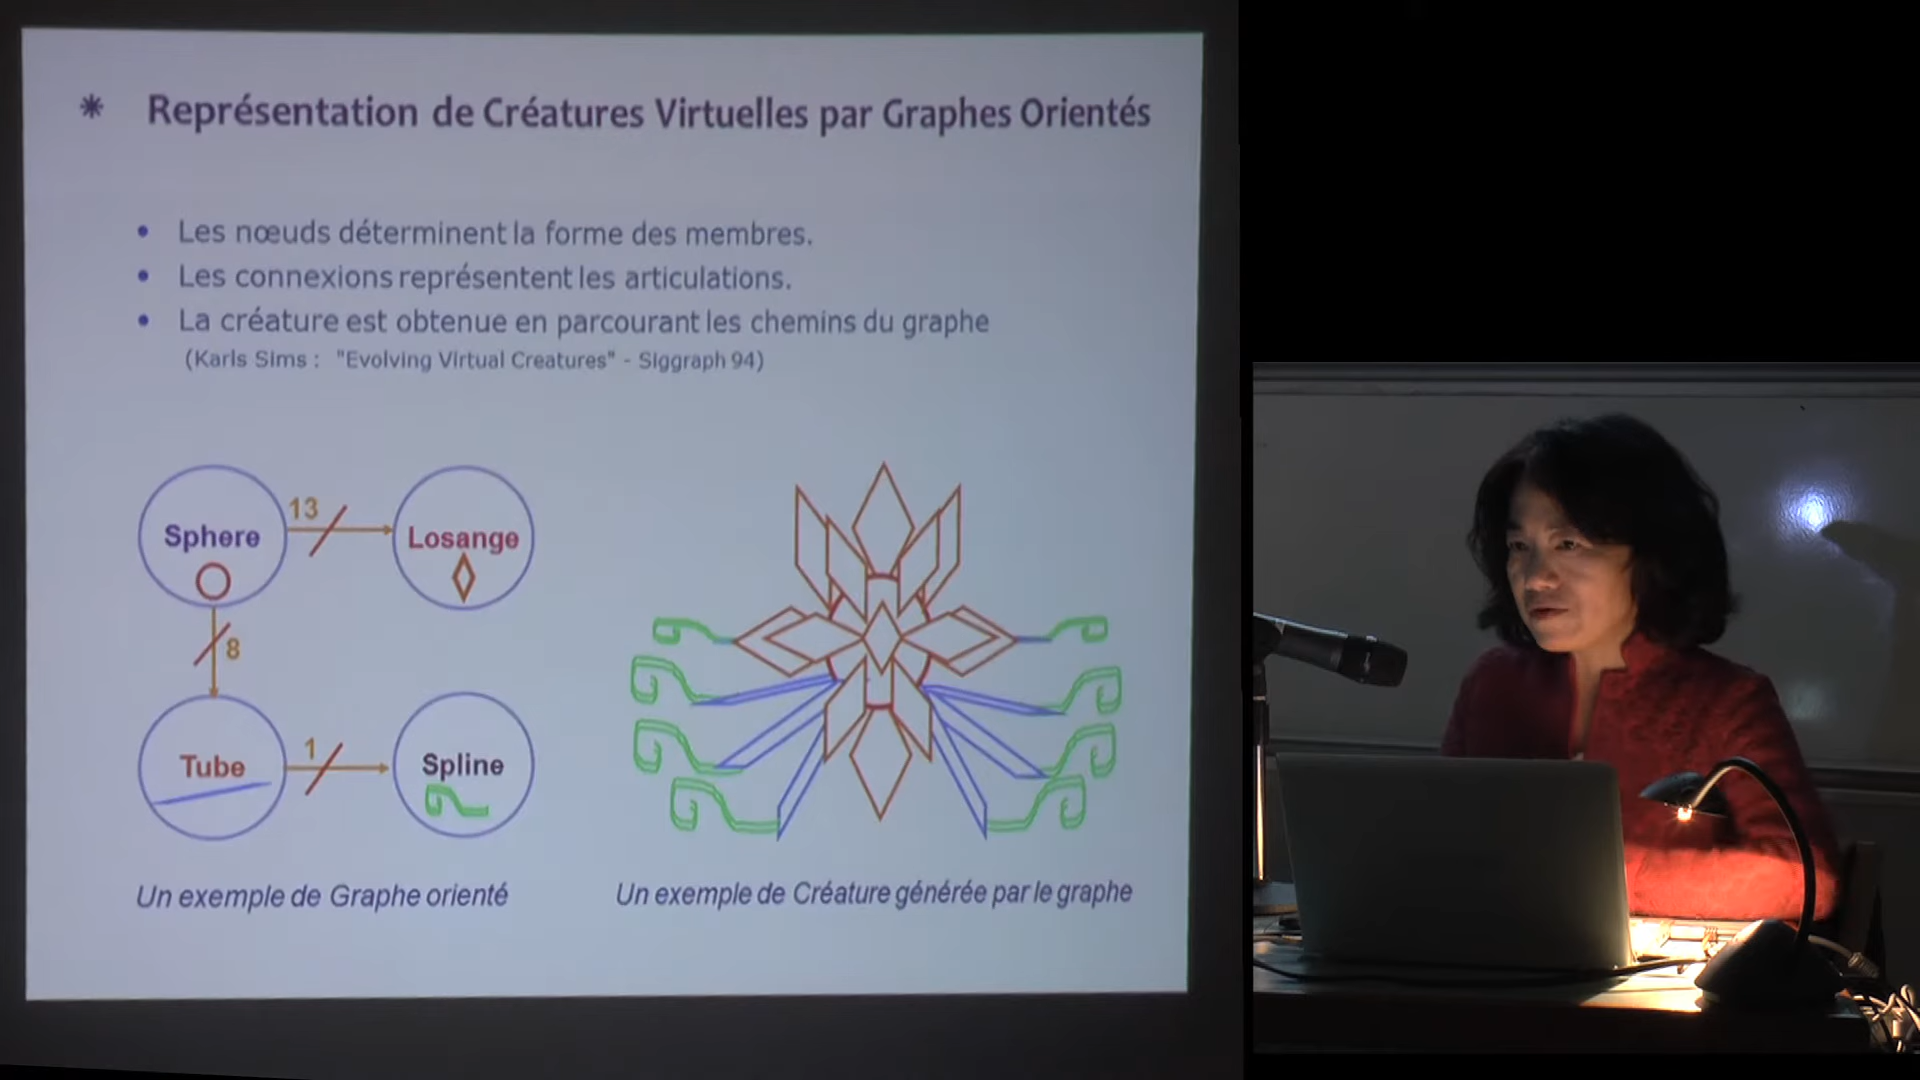 * Représentation de Créatures Virtuelles par Graphes Orientés
• Les nœuds déterminent la forme des membres.
• Les connexions représentent les articulations.
• La créature est obtenue en parcourant les chemins du graphe
(Karls Sims : "Evolving Virtual Creatures" - Siggraph 94)
Sphere
13
Losange
8
Tube
1
Spline
Un exemple de Graphe orienté
Un exemple de Créature générée par le graphe